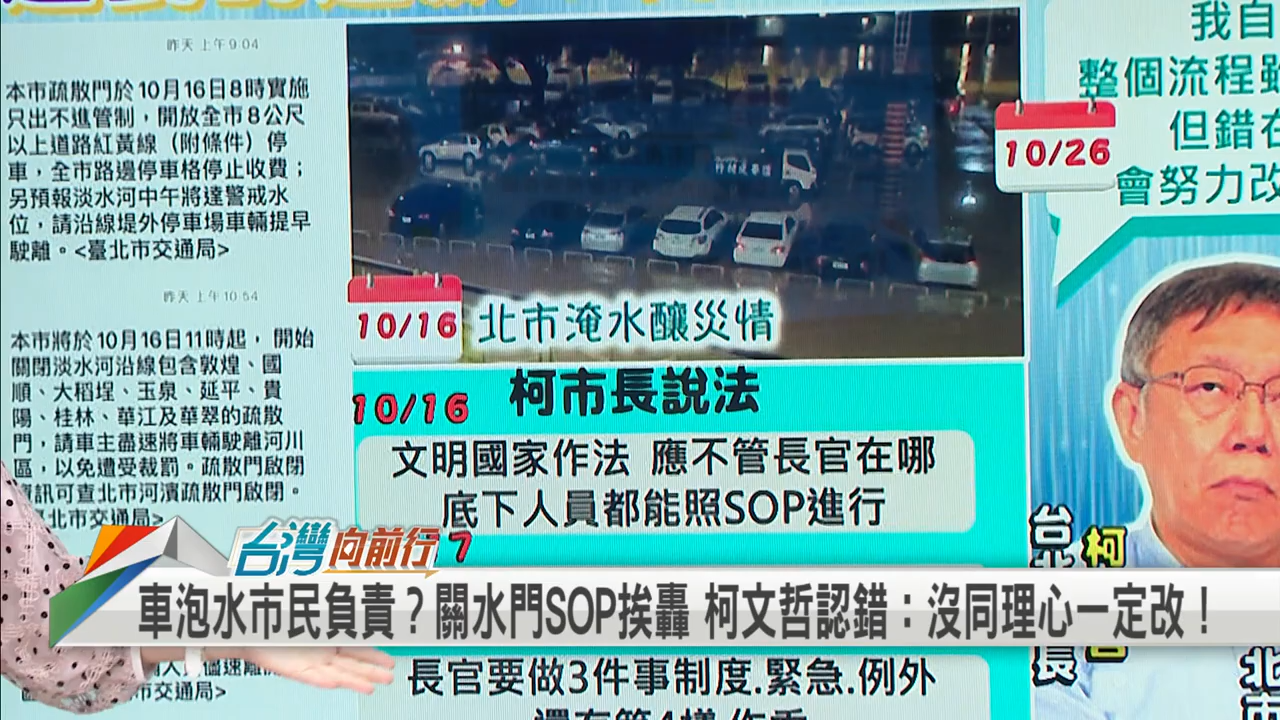 昨天 上午9:04
本市疏散門於10月16日8時實施
只出不進管制，開放全市8公尺
以上道路紅黃線（附條件）停
車，全市路邊停車格停止收費；
另預報淡水河中午將達警戒水
位，請沿線堤外停車場車輛提早
駛離。<臺北市交通局>
昨天 上午10:54
本市將於10月16日11時起，開始
關閉淡水河沿線包含敦煌、國
順、大稻埕、玉泉、延平、貴
陽、桂林、華江及華翠的疏散
門，請車主盡速將車輛駛離河川
區，以免遭受裁罰。疏散門啟閉
訊可查北市河濱疏散門啟閉。
北市交通局>
市交通局>
10/16
北市淹水釀災情
10/16
柯市長說法
文明國家作法 應不管長官在哪
底下人員都能照SOP進行
7
長官要做3件事制度.緊急.例外
我自
整個流程雖
但錯在
會努力改
10/26
台北
長
柯
台灣向前行
車泡水市民負責？關水門SOP挨轟 柯文哲認錯：沒同理心一定改！